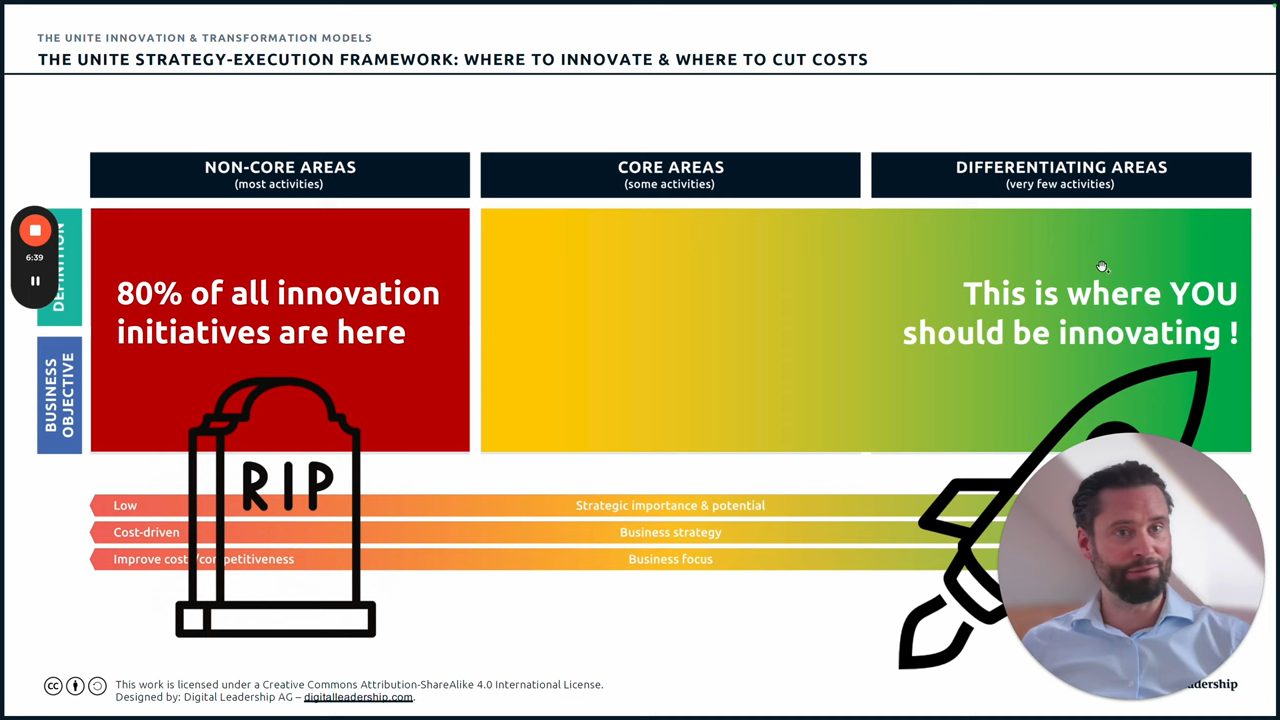 THE UNITE INNOVATION & TRANSFORMATION MODELS
THE UNITE STRATEGY-EXECUTION FRAMEWORK: WHERE TO INNOVATE & WHERE TO CUT COSTS
NON-CORE AREAS
(most activities)
CORE AREAS
(some activities)
DIFFERENTIATING AREAS
(very few activities)
6:39
BUSINESS
OBJECTIVE
80% of all innovation
initiatives are here
This is where YOU
should be innovating !
RIP
Low
Strategic importance & potential
Cost-driven
Business strategy
Business focus
cc
This work is licensed under a Creative Commons Attribution-ShareAlike 4.0 International License.
Designed by: Digital Leadership AG – digitalleadership.com.